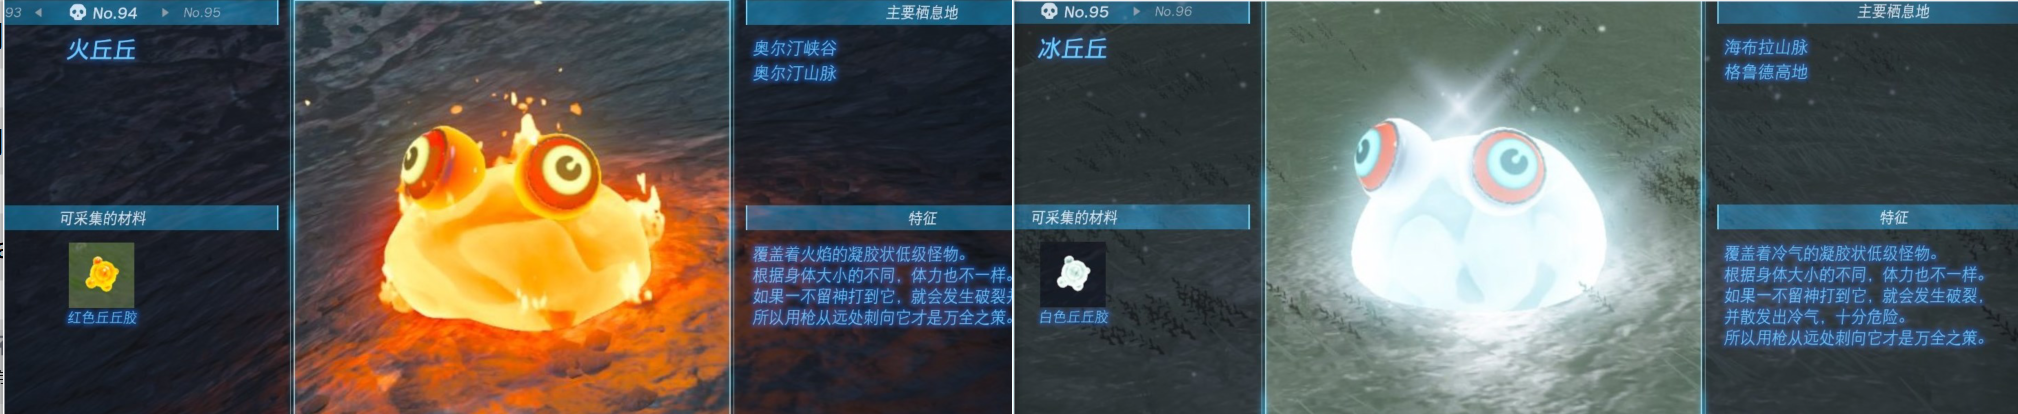 93
No.94
No.95
火丘丘
可采集的材料
红色丘丘胶
主要栖息地
奥尔汀峡谷
奥尔汀山脉
特征
覆盖着火焰的凝胶状低级怪物。
根据身体大小的不同，体力也不一样。
如果一不留神打到它，就会发生破裂
所以用枪从远处刺向它才是万全之策。
No.95
No.96
冰丘丘
可采集的材料
白色丘丘胶
主要栖息地
海布拉山脉
格鲁德高地
特征
覆盖着冷气的凝胶状低级怪物。
根据身体大小的不同，体力也不一样。
如果一不留神打到它，就会发生破裂，
并散发出冷气，十分危险。
所以用枪从远处刺向它才是万全之策。